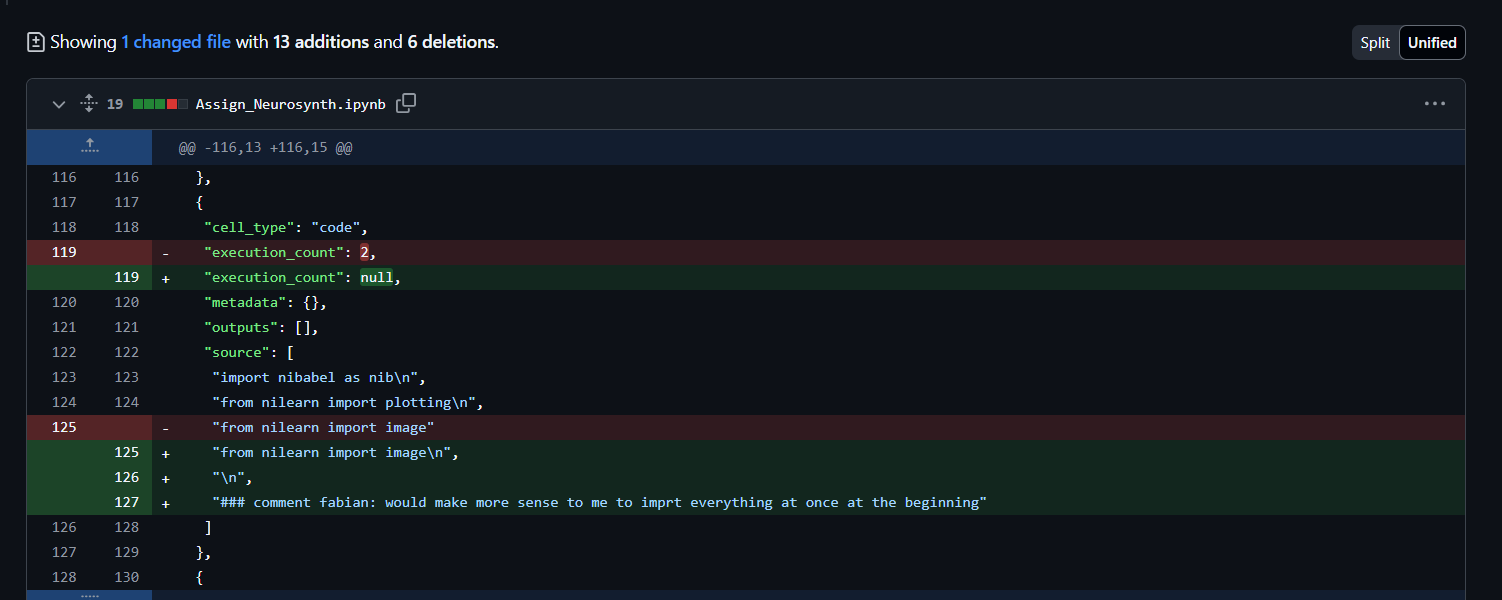 Showing 1 changed file with 13 additions and 6 deletions.
Split Unified
19 Assign_Neurosynth.ipynb
@@ -116,13 +116,15 @@
116 116 },
117 117 {
118 118 "cell_type": "code",
119 - "execution_count": 2,
119 + "execution_count": null,
120 120 "metadata": {},
121 121 "outputs": [],
122 122 "source": [
123 123 "import nibabel as nib\n",
124 124 "from nilearn import plotting\n",
125 - "from nilearn import image"
125 + "from nilearn import image\n",
126 + "\n",
127 + "### comment fabian: would make more sense to me to imprt everything at once at the beginning"
126 128 ]
127 129 },
128 130 {